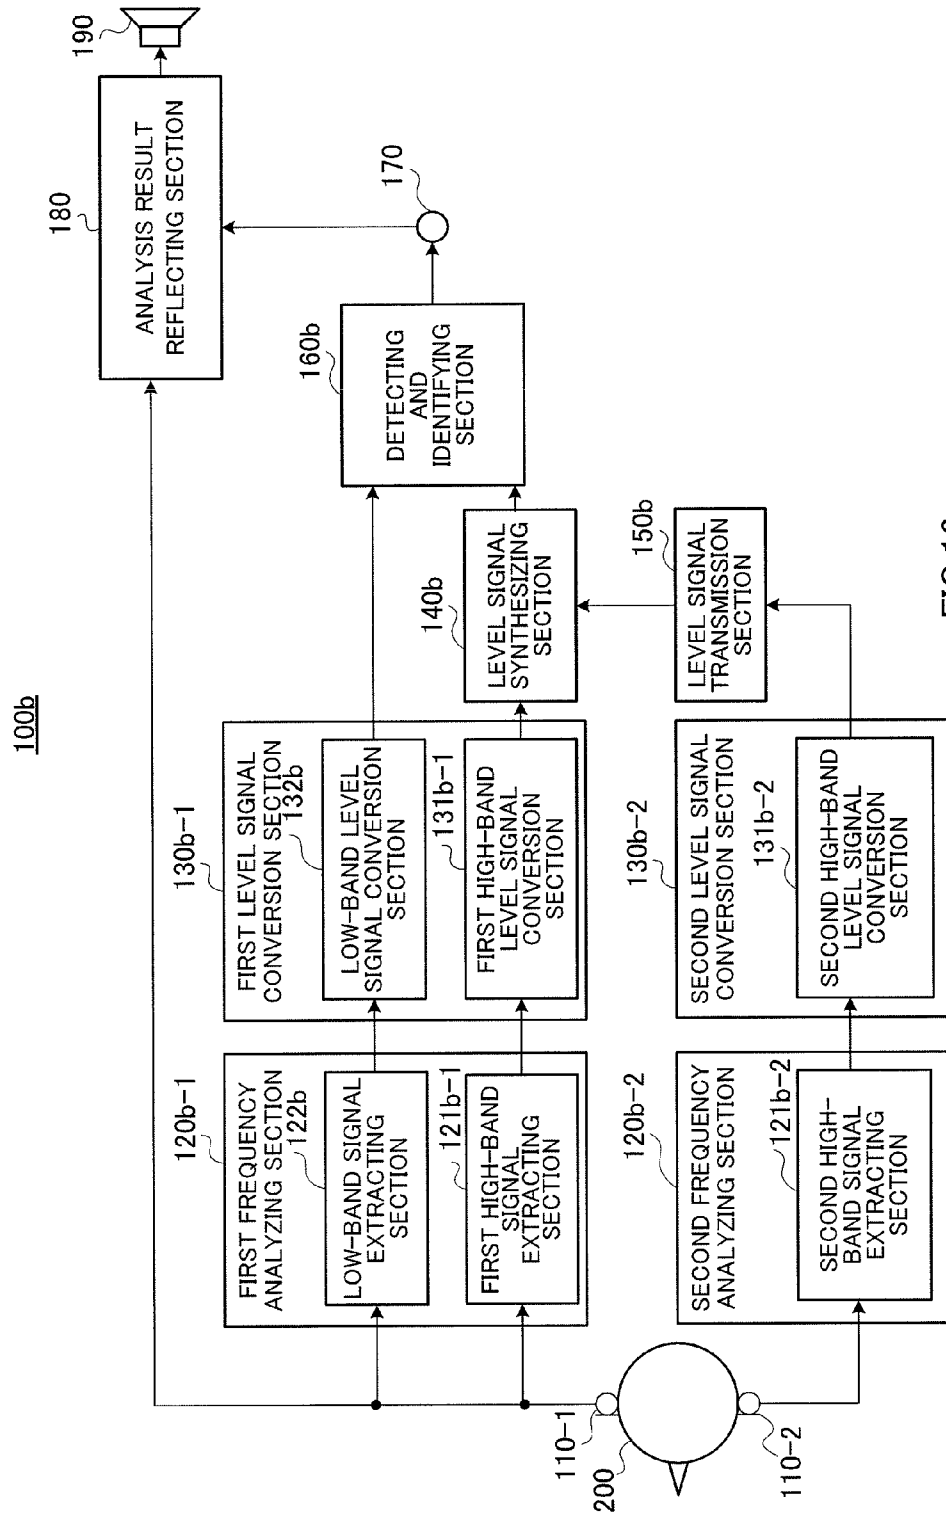 100b
190
180
ANALYSIS RESULT
REFLECTING SECTION
170
160b
DETECTING
AND
IDENTIFYING
SECTION
130b-1
FIRST LEVEL SIGNAL
CONVERSION SECTION
132b
LOW-BAND LEVEL
SIGNAL CONVERSION
SECTION
131b-1
FIRST HIGH-BAND
LEVEL SIGNAL
CONVERSION
SECTION
140b
LEVEL SIGNAL
SYNTHESIZING
SECTION
150b
LEVEL SIGNAL
TRANSMISSION
SECTION
130b-2
SECOND LEVEL SIGNAL
CONVERSION SECTION
131b-2
SECOND HIGH-BAND
LEVEL SIGNAL
CONVERSION
SECTION
120b-1
FIRST FREQUENCY
ANALYZING SECTION
122b
LOW-BAND SIGNAL
EXTRACTING
SECTION
121b-1
FIRST HIGH-BAND
SIGNAL
EXTRACTING
SECTION
120b-2
SECOND FREQUENCY
ANALYZING SECTION
121b-2
SECOND HIGH-
BAND SIGNAL
EXTRACTING
SECTION
110-1
200
110-2